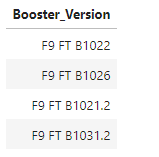 Booster_Version
F9 FT B1022
F9 FT B1026
F9 FT B1021.2
F9 FT B1031.2